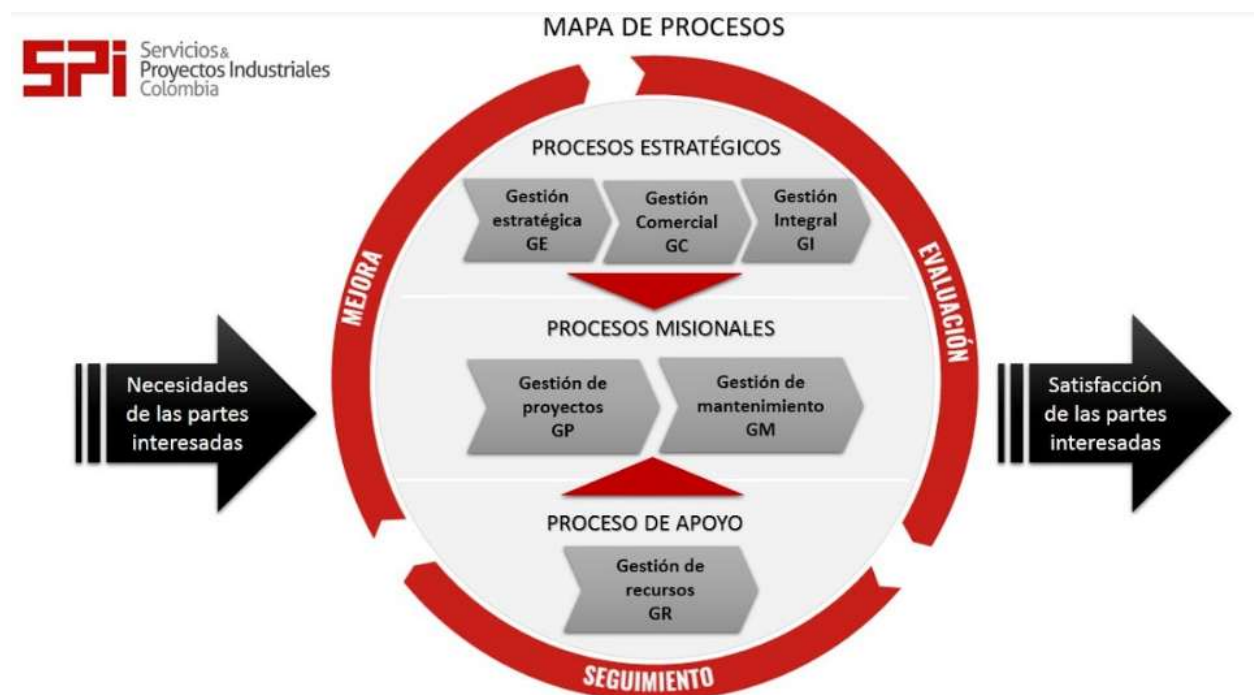 MAPA DE PROCESOS
SPi
Servicios &
Proyectos Industriales
Colombia
PROCESOS ESTRATÉGICOS
Gestión
estratégica
GE
Gestión
Comercial
GC
Gestión
Integral
GI
MEJORA
EVALUACIÓN
PROCESOS MISIONALES
Necesidades
de las partes
interesadas
Gestión de
proyectos
GP
Gestión de
mantenimiento
GM
Satisfacción
de las partes
interesadas
PROCESO DE APOYO
Gestión de
recursos
GR
SEGUIMIENTO